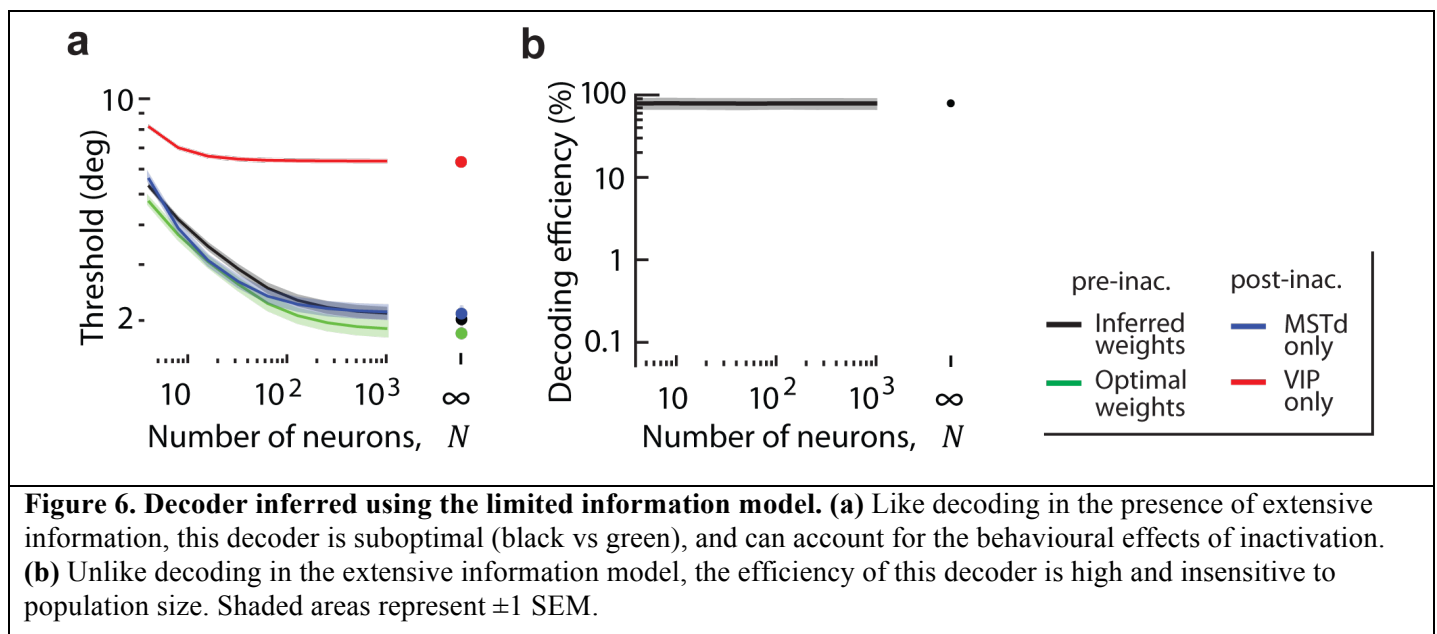 a
10
2
Threshold (deg)
10 10² 10³ ∞
Number of neurons, N
b
100
10
1
0.1
Decoding efficiency (%)
10 10² 10³ ∞
Number of neurons, N
pre-inac. post-inac.
Inferred weights MSTd only
Optimal weights VIP only
Figure 6. Decoder inferred using the limited information model. (a) Like decoding in the presence of extensive
information, this decoder is suboptimal (black vs green), and can account for the behavioural effects of inactivation.
(b) Unlike decoding in the extensive information model, the efficiency of this decoder is high and insensitive to
population size. Shaded areas represent ±1 SEM.